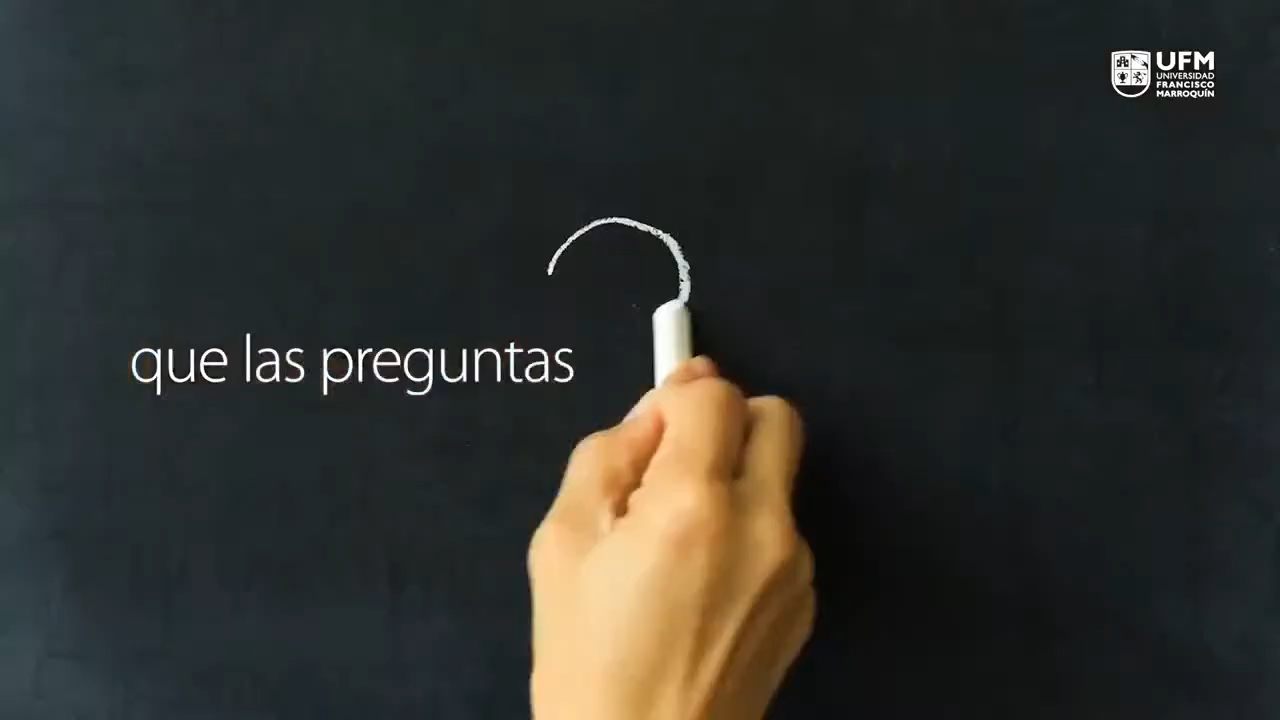 UFM
UNIVERSIDAD
FRANCISCO
MARROQUÍN
que las preguntas